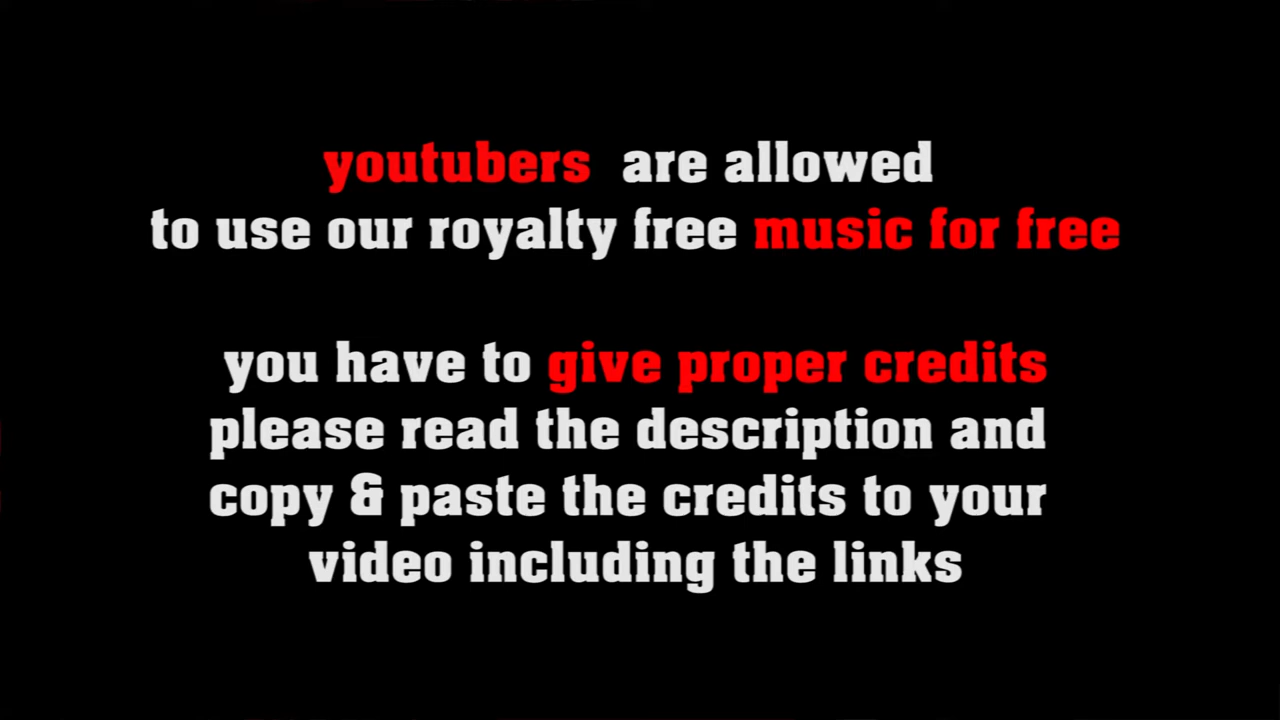 youtubers are allowed
to use our royalty free music for free
you have to give proper credits
please read the description and
copy & paste the credits to your
video including the links